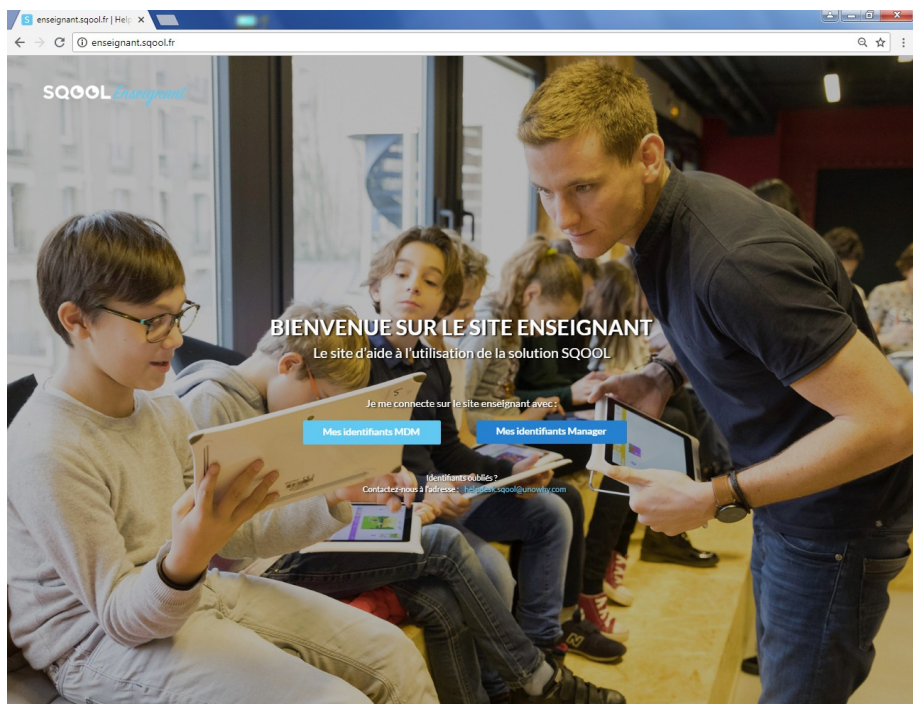 enseignant.sqool.fr | Help
enseignant.sqool.fr
SQOOL Enseignant
BIENVENUE SUR LE SITE ENSEIGNANT
Le site d'aide à l'utilisation de la solution SQOOL
Je me connecte sur le site enseignant avec :
Mes identifiants MDM
Mes identifiants Manager
Identifiants oubliés ?
Contactez-nous à l'adresse : helpdesk.sqool@unowhy.com